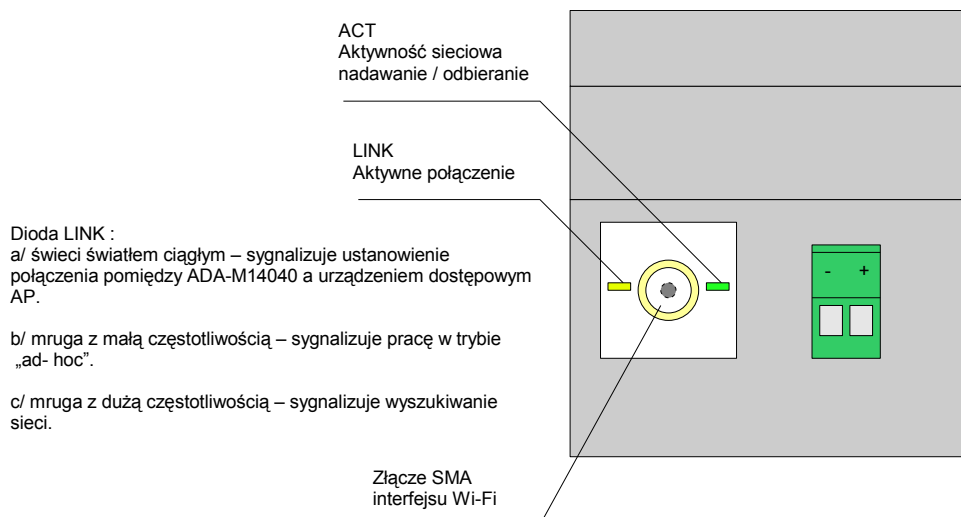 ACT
Aktywność sieciowa
nadawanie / odbieranie
LINK
Aktywne połączenie
Dioda LINK :
a/ świeci światłem ciągłym – sygnalizuje ustanowienie
połączenia pomiędzy ADA-M14040 a urządzeniem dostępowym
AP.
b/ mruga z małą częstotliwością – sygnalizuje pracę w trybie
„ad- hoc”.
c/ mruga z dużą częstotliwością – sygnalizuje wyszukiwanie
sieci.
- +
Złącze SMA
interfejsu Wi-Fi